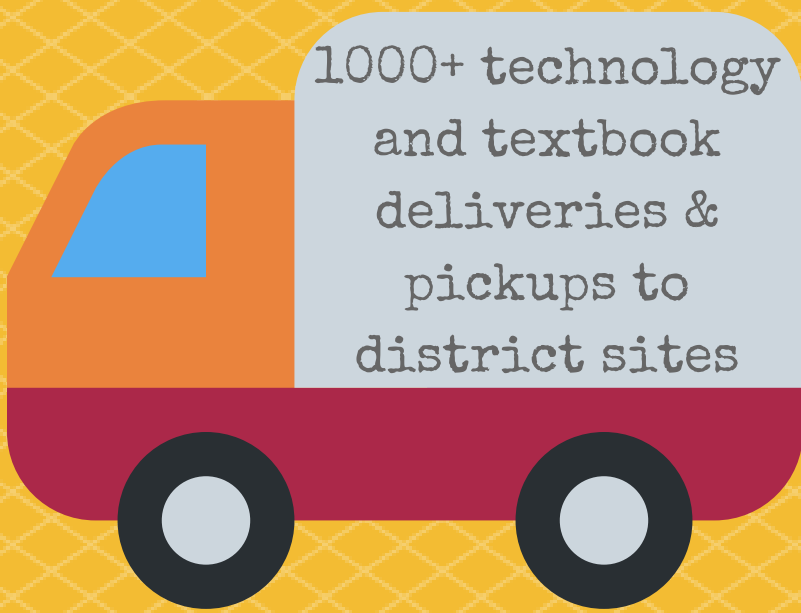 1000+ technology
and textbook
deliveries &
pickups to
district sites